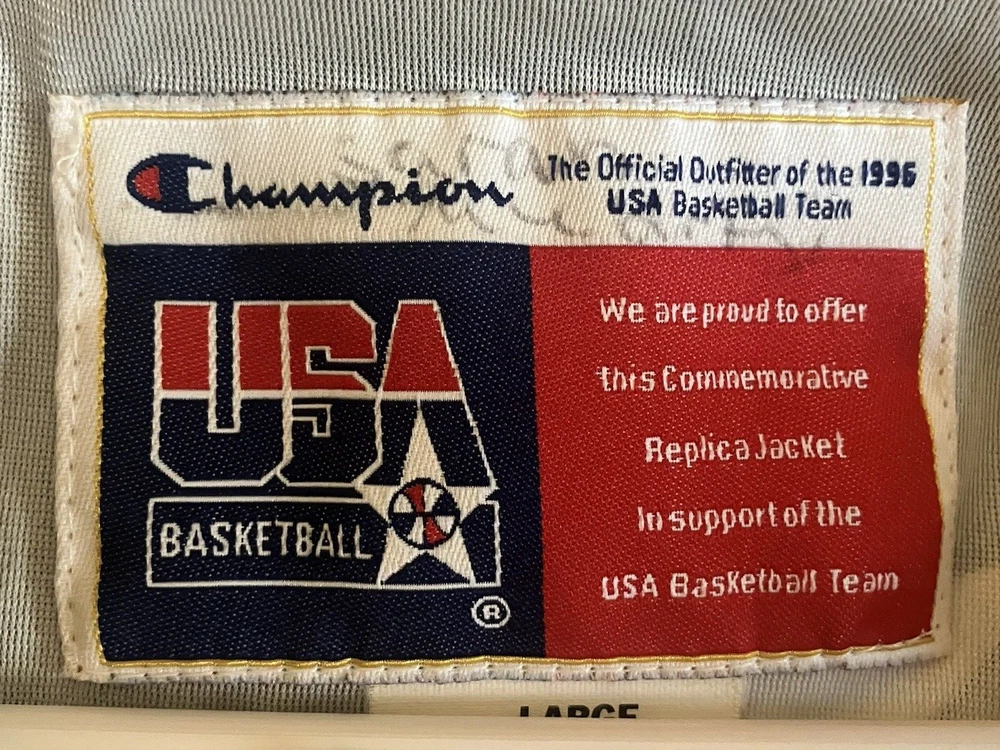 Champion
The Official Outfitter of the 1996
USA Basketball Team
USA
BASKETBALL
®
We are proud to offer
this Commemorative
Replica Jacket
In support of the
USA Basketball Team
LARGE